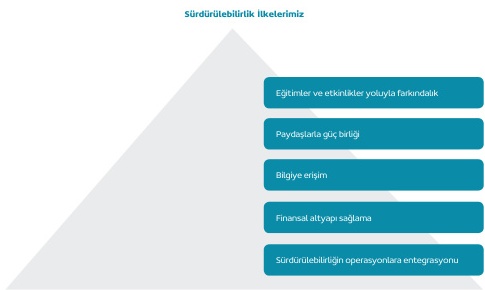 Sürdürülebilirlik İlkelerimiz
Eğitimler ve etkinlikler yoluyla farkındalık
Paydaşlarla güç birliği
Bilgiye erişim
Finansal altyapı sağlama
Sürdürülebilirliğin operasyonlara entegrasyonu